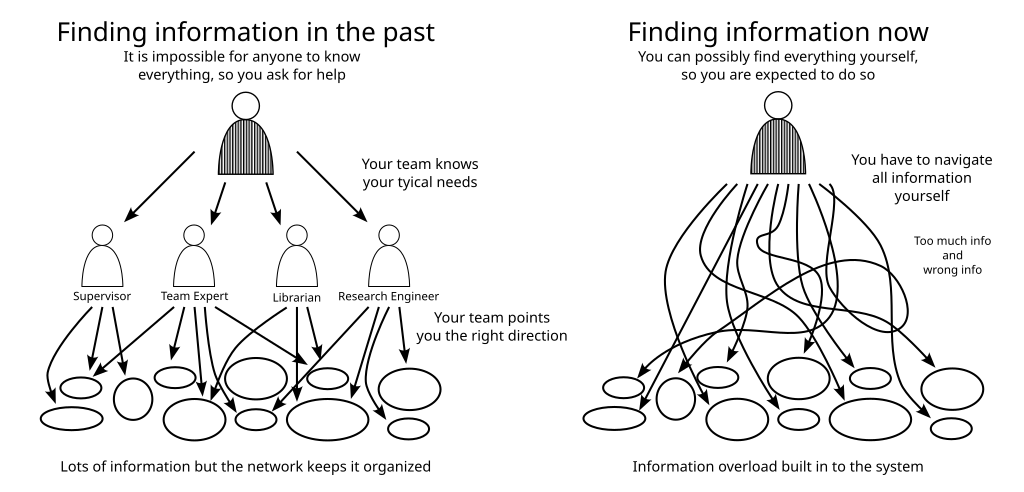 Finding information in the past
It is impossible for anyone to know
everything, so you ask for help
Your team knows
your tyical needs
Supervisor
Team Expert
Librarian
Research Engineer
Your team points
you the right direction
Lots of information but the network keeps it organized
Finding information now
You can possibly find everything yourself,
so you are expected to do so
You have to navigate
all information
yourself
Too much info
and
wrong info
Information overload built in to the system